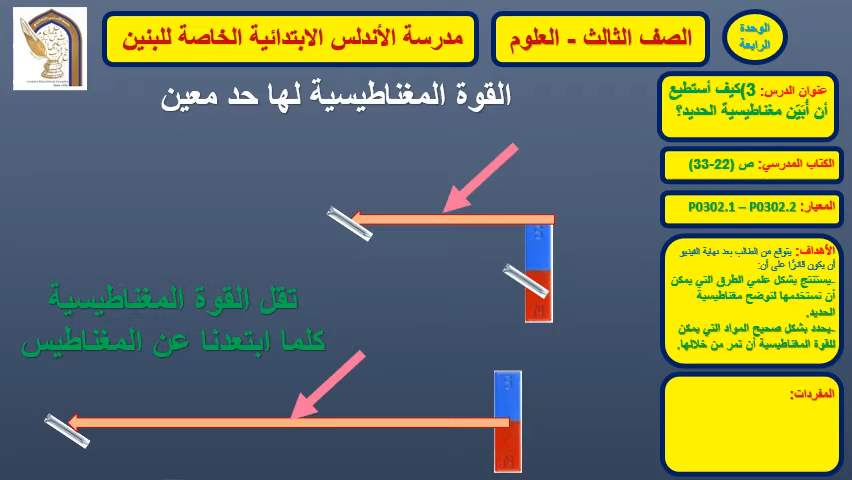 الوحدة
الرابعة
الصف الثالث - العلوم
مدرسة الأندلس الابتدائية الخاصة للبنين
القوة المغناطيسية لها حد معين
تقل القوة المغناطيسية
كلما ابتعدنا عن المغناطيس
عنوان الدرس: 3)كيف أستطيع
أن أُبَيّن مغناطيسية الحديد؟
الكتاب المدرسي: ص (22-33)
المعيار: P0302.1 – P0302.2
الأهداف: يتوقع من الطالب بعد نهاية الفيديو
أن يكون قادرًا على أن:
-يستنتج بشكل علمي الطرق التي يمكن
أن تستخدمها لتوضح مغناطيسية
الحديد.
-يحدد بشكل صحيح المواد التي يمكن
للقوة المغناطيسية أن تمر من خلالها.
المفردات: